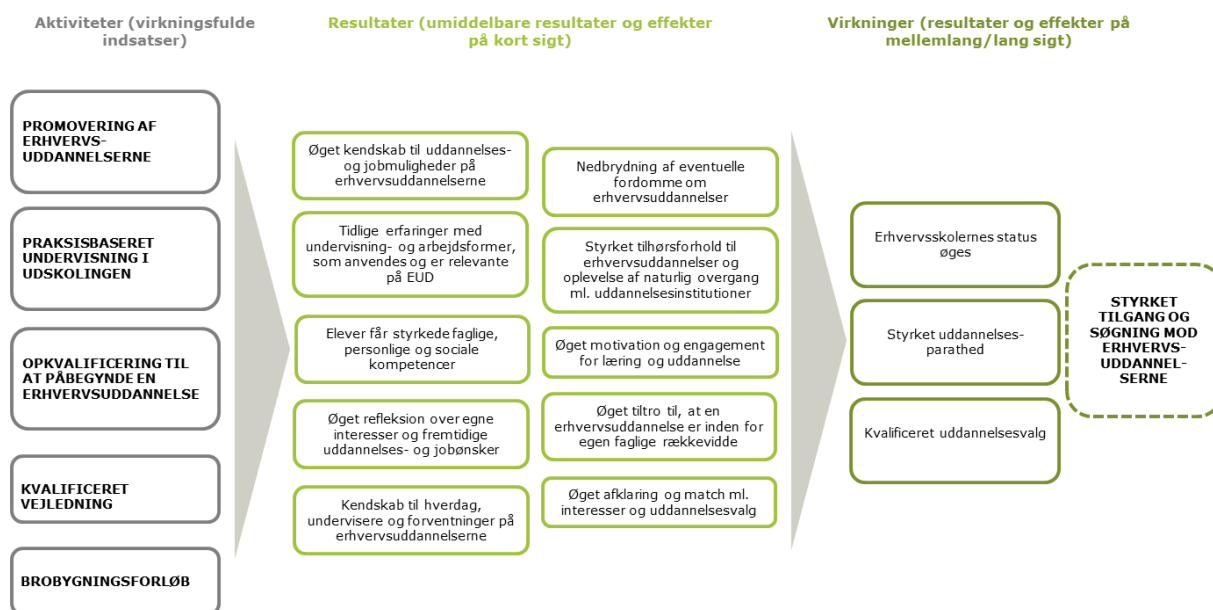 Aktiviteter (virkningsfulde
indsatser)
Resultater (umiddelbare resultater og effekter
på kort sigt)
Virkninger (resultater og effekter på
mellemlang/lang sigt)
PROMOVERING AF
ERHVERVS-
UDDANNELSERNE
PRAKSISBASERET
UNDERVISNING I
UDSKOLINGEN
OPKVALIFICERING TIL
AT PÅBEGYNDE EN
ERHVERVSUDDANNELSE
KVALIFICERET
VEJLEDNING
BROBYGNINGSFORLØB
Øget kendskab til uddannelses-
og jobmuligheder på
erhvervsuddannelserne
Tidlige erfaringer med
undervisning- og arbejdsformer,
som anvendes og er relevante
på EUD
Elever får styrkede faglige,
personlige og sociale
kompetencer
Øget refleksion over egne
interesser og fremtidige
uddannelses- og jobønsker
Kendskab til hverdag,
undervisere og forventninger på
erhvervsuddannelserne
Nedbrydning af eventuelle
fordomme om
erhvervsuddannelser
Styrket tilhørsforhold til
erhvervsuddannelser og
oplevelse af naturlig overgang
ml. uddannelsesinstitutioner
Øget motivation og engagement
for læring og uddannelse
Øget tiltro til, at en
erhvervsuddannelse er inden for
egen faglige rækkevidde
Øget afklaring og match ml.
interesser og uddannelsesvalg
Erhvervsskolernes status
øges
Styrket uddannelses-
parathed
Kvalificeret uddannelsesvalg
STYRKET
TILGANG OG
SØGNING MOD
ERHVERVS-
UDDANNEL-
SERNE